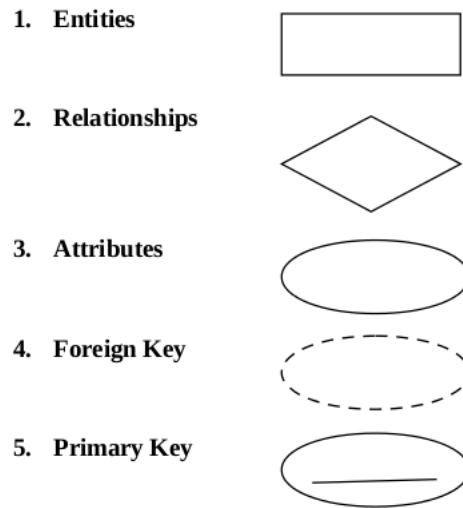 1. Entities
2. Relationships
3. Attributes
4. Foreign Key
5. Primary Key